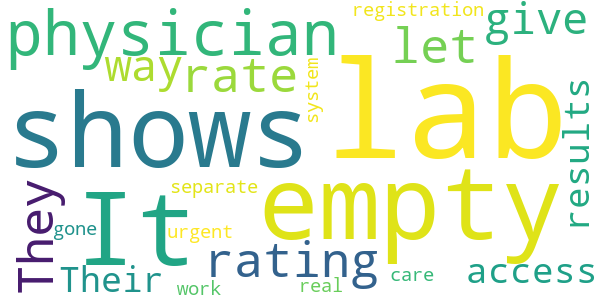 registration
physician
give
let
way
rate
lab
system
shows
results
empty
They
It
separate
gone
urgent
rating
Their
care
access
work
real